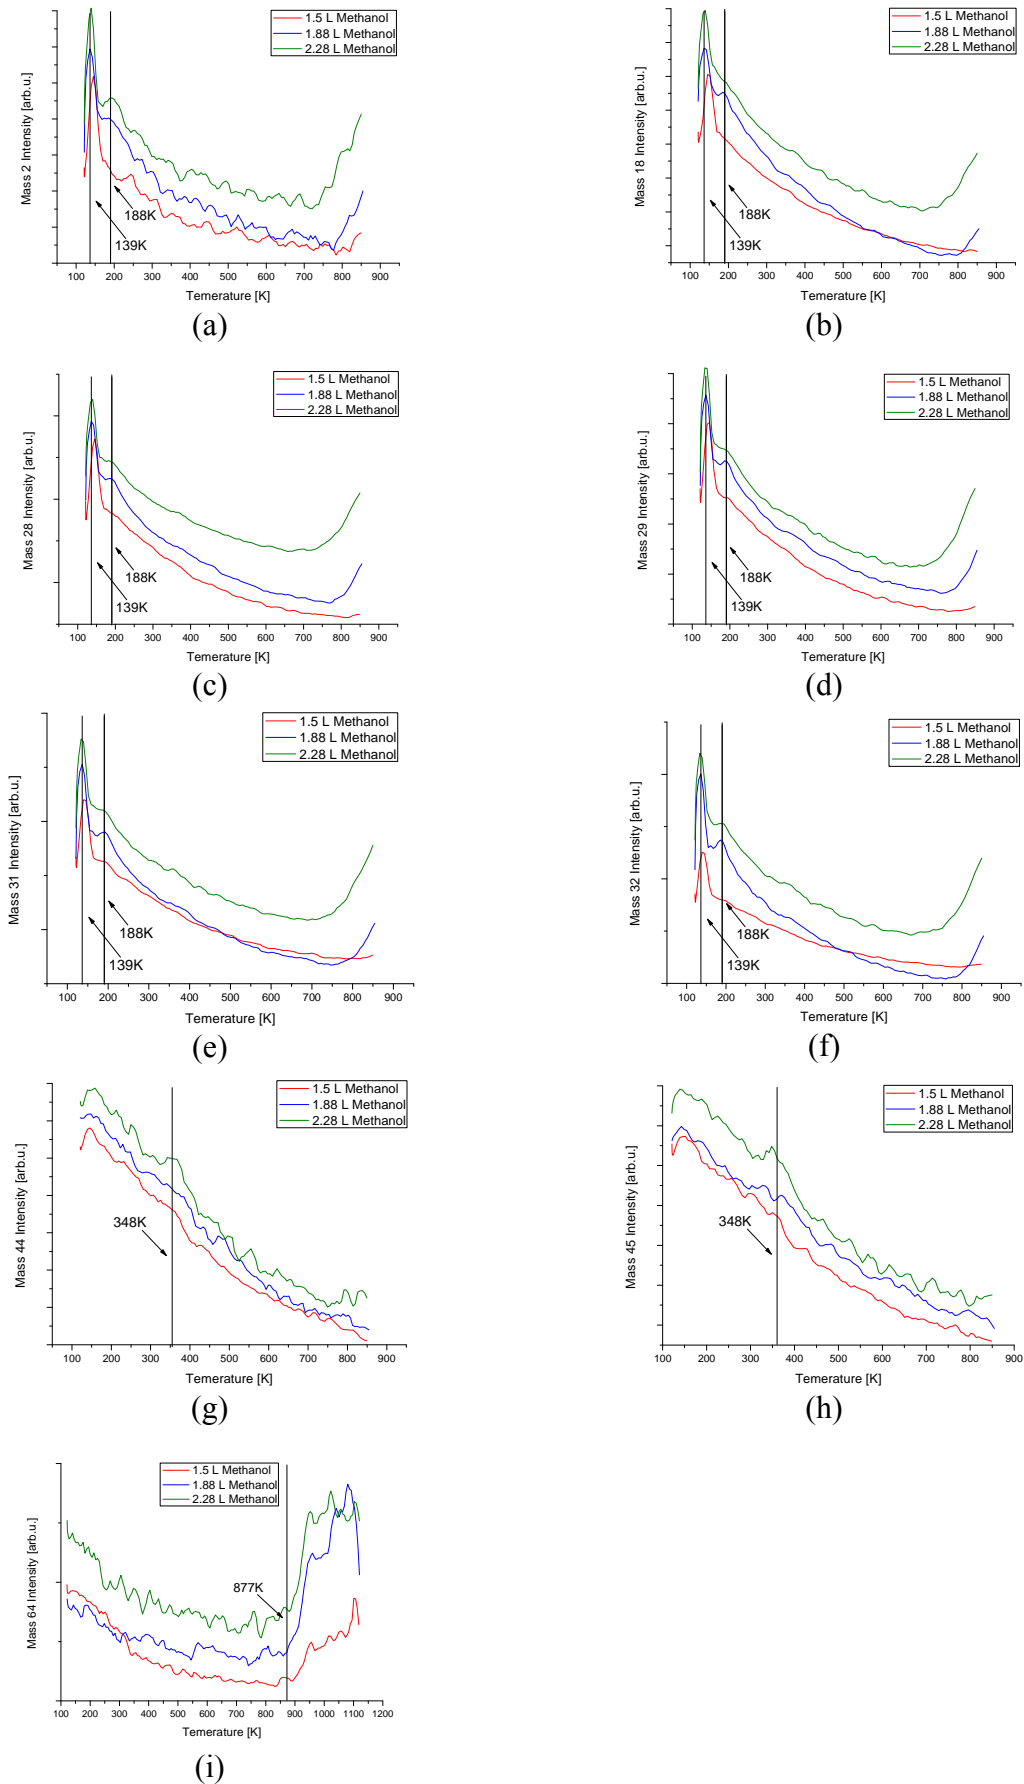 1.5 L Methanol
1.88 L Methanol
2.28 L Methanol
Mass 2 Intensity [arb.u.]
188K
139K
100 200 300 400 500 600 700 800 900
Temerature [K]
(a)
1.5 L Methanol
1.88 L Methanol
2.28 L Methanol
Mass 18 Intensity [arb.u.]
188K
139K
100 200 300 400 500 600 700 800 900
Temerature [K]
(b)
1.5 L Methanol
1.88 L Methanol
2.28 L Methanol
Mass 28 Intensity [arb.u.]
188K
139K
100 200 300 400 500 600 700 800 900
Temerature [K]
(c)
1.5 L Methanol
1.88 L Methanol
2.28 L Methanol
Mass 29 Intensity [arb.u.]
188K
139K
100 200 300 400 500 600 700 800 900
Temerature [K]
(d)
1.5 L Methanol
1.88 L Methanol
2.28 L Methanol
Mass 31 Intensity [arb.u.]
188K
139K
100 200 300 400 500 600 700 800 900
Temerature [K]
(e)
1.5 L Methanol
1.88 L Methanol
2.28 L Methanol
Mass 32 Intensity [arb.u.]
188K
139K
100 200 300 400 500 600 700 800 900
Temerature [K]
(f)
1.5 L Methanol
1.88 L Methanol
2.28 L Methanol
Mass 44 Intensity [arb.u.]
348K
100 200 300 400 500 600 700 800 900
Temerature [K]
(g)
1.5 L Methanol
1.88 L Methanol
2.28 L Methanol
Mass 45 Intensity [arb.u.]
348K
100 200 300 400 500 600 700 800 900
Temerature [K]
(h)
1.5 L Methanol
1.88 L Methanol
2.28 L Methanol
Mass 64 Intensity [arb.u.]
877K
100 200 300 400 500 600 700 800 900 1000 1100 1200
Temerature [K]
(i)